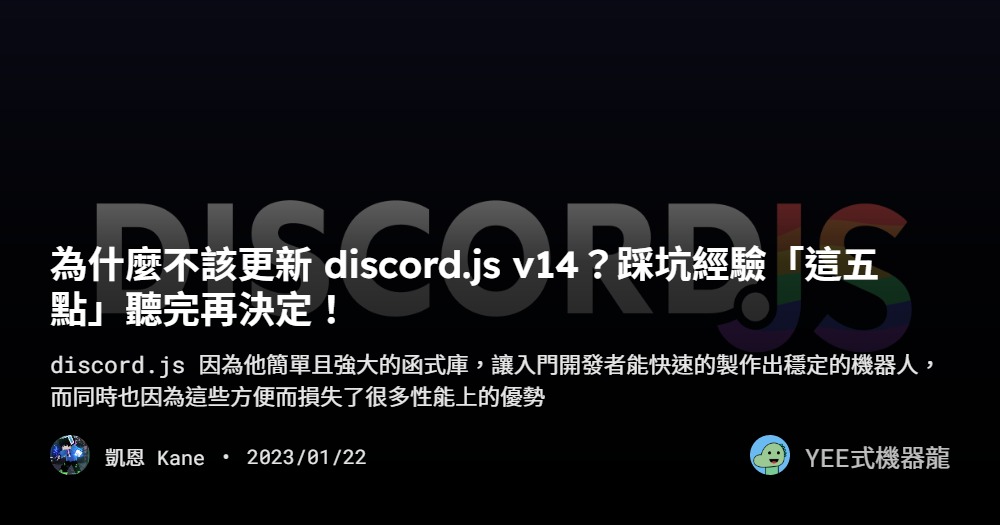 DISCORD.JS
為什麼不該更新 discord.js v14？踩坑經驗「這五
點」聽完再決定！
discord.js 因為他簡單且強大的函式庫，讓入門開發者能快速的製作出穩定的機器人，
而同時也因為這些方便而損失了很多性能上的優勢
凱恩 Kane • 2023/01/22
YEE式機器龍